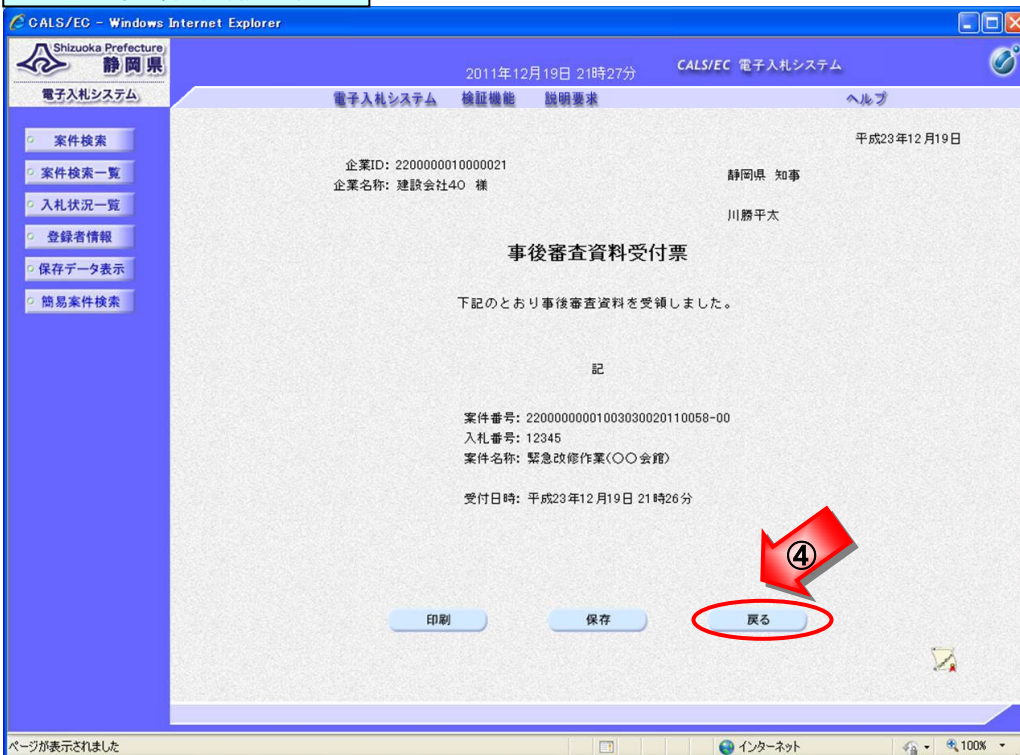 CALS/EC - Windows Internet Explorer
Shizuoka Prefecture
静岡県
電子入札システム
2011年12月19日 21時27分
CALS/EC 電子入札システム
電子入札システム 検証機能 説明要求 ヘルプ
案件検索
案件検索一覧
入札状況一覧
登録者情報
保存データ表示
簡易案件検索
平成23年12月19日
企業ID: 2200000010000021
企業名称: 建設会社40 様
静岡県 知事
川勝平太
事後審査資料受付票
下記のとおり事後審査資料を受領しました。
記
案件番号: 22000000001003030020110058-00
入札番号: 12345
案件名称: 緊急改修作業(〇〇会館)
受付日時: 平成23年12月19日 21時26分
④
印刷 保存 戻る
ページが表示されました インターネット 100%